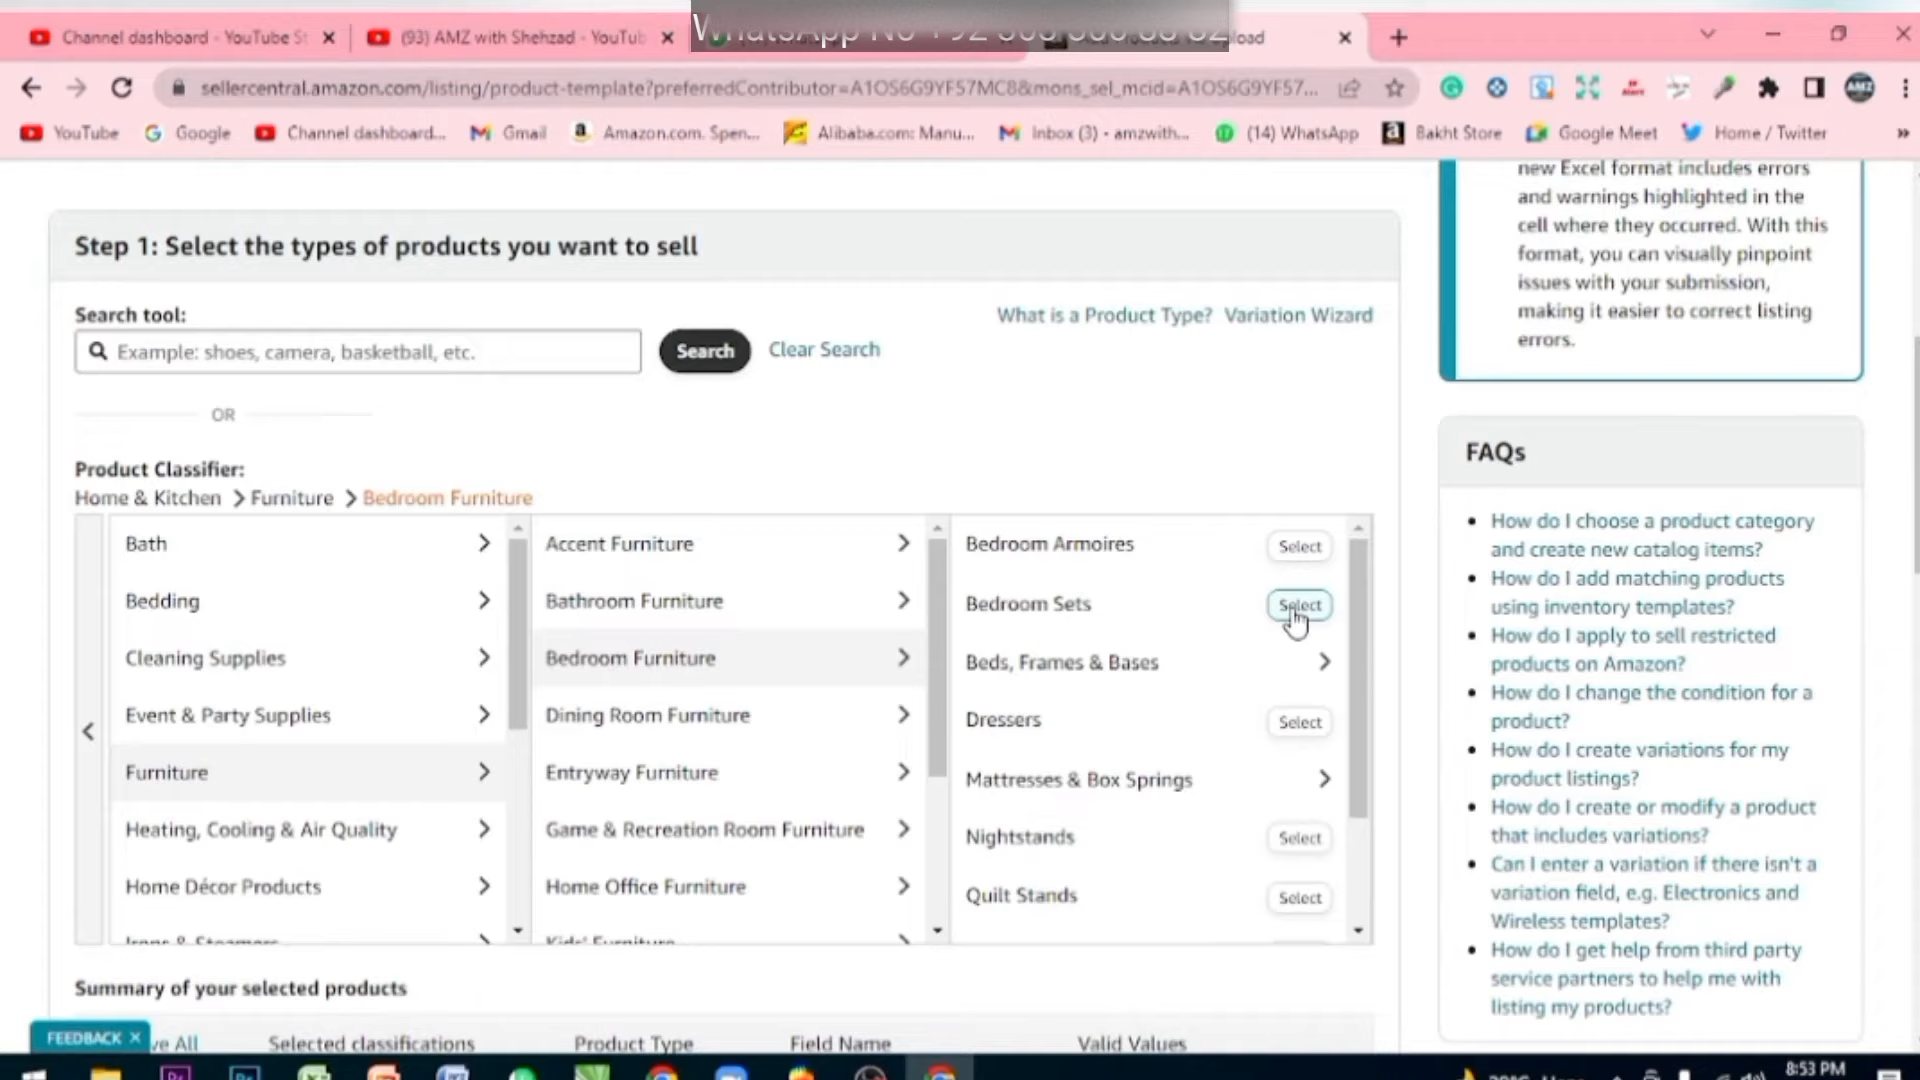 Channel dashboard - YouTube St
(93) AMZ with Shehzad - YouTub
WhatsApp No
sellercentral.amazon.com/listing/product-template?preferredContributor=A1OS6G9YF57MC8&mons_sel_mcid=A1OS6G9YF57...
YouTube
Google
Channel dashboard...
Gmail
Amazon.com. Spen...
Alibaba.com: Manu...
Inbox (3) - amzwith...
(14) WhatsApp
Bakht Store
Google Meet
Home / Twitter
»
new Excel format includes errors
and warnings highlighted in the
cell where they occurred. With this
format, you can visually pinpoint
issues with your submission,
making it easier to correct listing
errors.
Step 1: Select the types of products you want to sell
Search tool:
What is a Product Type? Variation Wizard
Example: shoes, camera, basketball, etc.
Search
Clear Search
OR
Product Classifier:
Home & Kitchen > Furniture > Bedroom Furniture
Bath
Bedding
Cleaning Supplies
Event & Party Supplies
Furniture
Heating, Cooling & Air Quality
Home Décor Products
Irons & Steamers
Accent Furniture
Bathroom Furniture
Bedroom Furniture
Dining Room Furniture
Entryway Furniture
Game & Recreation Room Furniture
Home Office Furniture
Kids' Furniture
Bedroom Armoires Select
Bedroom Sets Select
Beds, Frames & Bases
Dressers Select
Mattresses & Box Springs
Nightstands Select
Quilt Stands Select
Summary of your selected products
FEEDBACK ×
ve All
Selected classifications
Product Type
Field Name
Valid Values
FAQs
• How do I choose a product category
and create new catalog items?
• How do I add matching products
using inventory templates?
• How do I apply to sell restricted
products on Amazon?
• How do I change the condition for a
product?
• How do I create variations for my
product listings?
• How do I create or modify a product
that includes variations?
• Can I enter a variation if there isn't a
variation field, e.g. Electronics and
Wireless templates?
• How do I get help from third party
service partners to help me with
listing my products?
8:53 PM